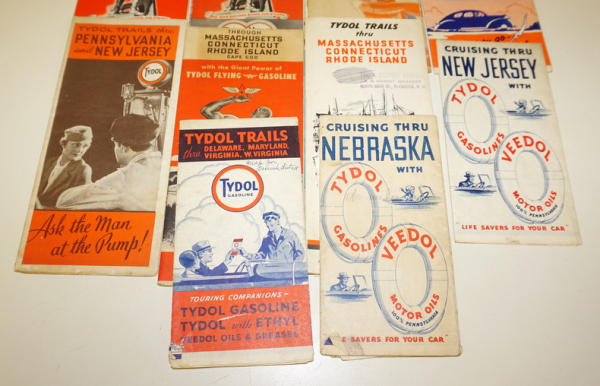 TYDOL TRAILS thru
PENNSYLVANIA
and NEW JERSEY
TYDOL
Ask the Man
at the Pump!
THROUGH
MASSACHUSETTS
CONNECTICUT
RHODE ISLAND
CAPE COD
with the Giant Power of
TYDOL FLYING GASOLINE
TYDOL TRAILS
thru
MASSACHUSETTS
CONNECTICUT
RHODE ISLAND
CRUISING THRU
NEW JERSEY
WITH
TYDOL
GASOLINES
VEEDOL
MOTOR OILS
100% PENNSYLVANIA
LIFE SAVERS FOR YOUR CAR
TYDOL TRAILS
thru DELAWARE, MARYLAND,
VIRGINIA, W. VIRGINIA
TYDOL
GASOLINE
TOURING COMPANIONS
TYDOL GASOLINE
TYDOL with ETHYL
VEEDOL OILS & GREASES
CRUISING THRU
NEBRASKA
WITH
TYDOL
GASOLINES
VEEDOL
MOTOR OILS
100% PENNSYLVANIA
E SAVERS FOR YOUR CAR